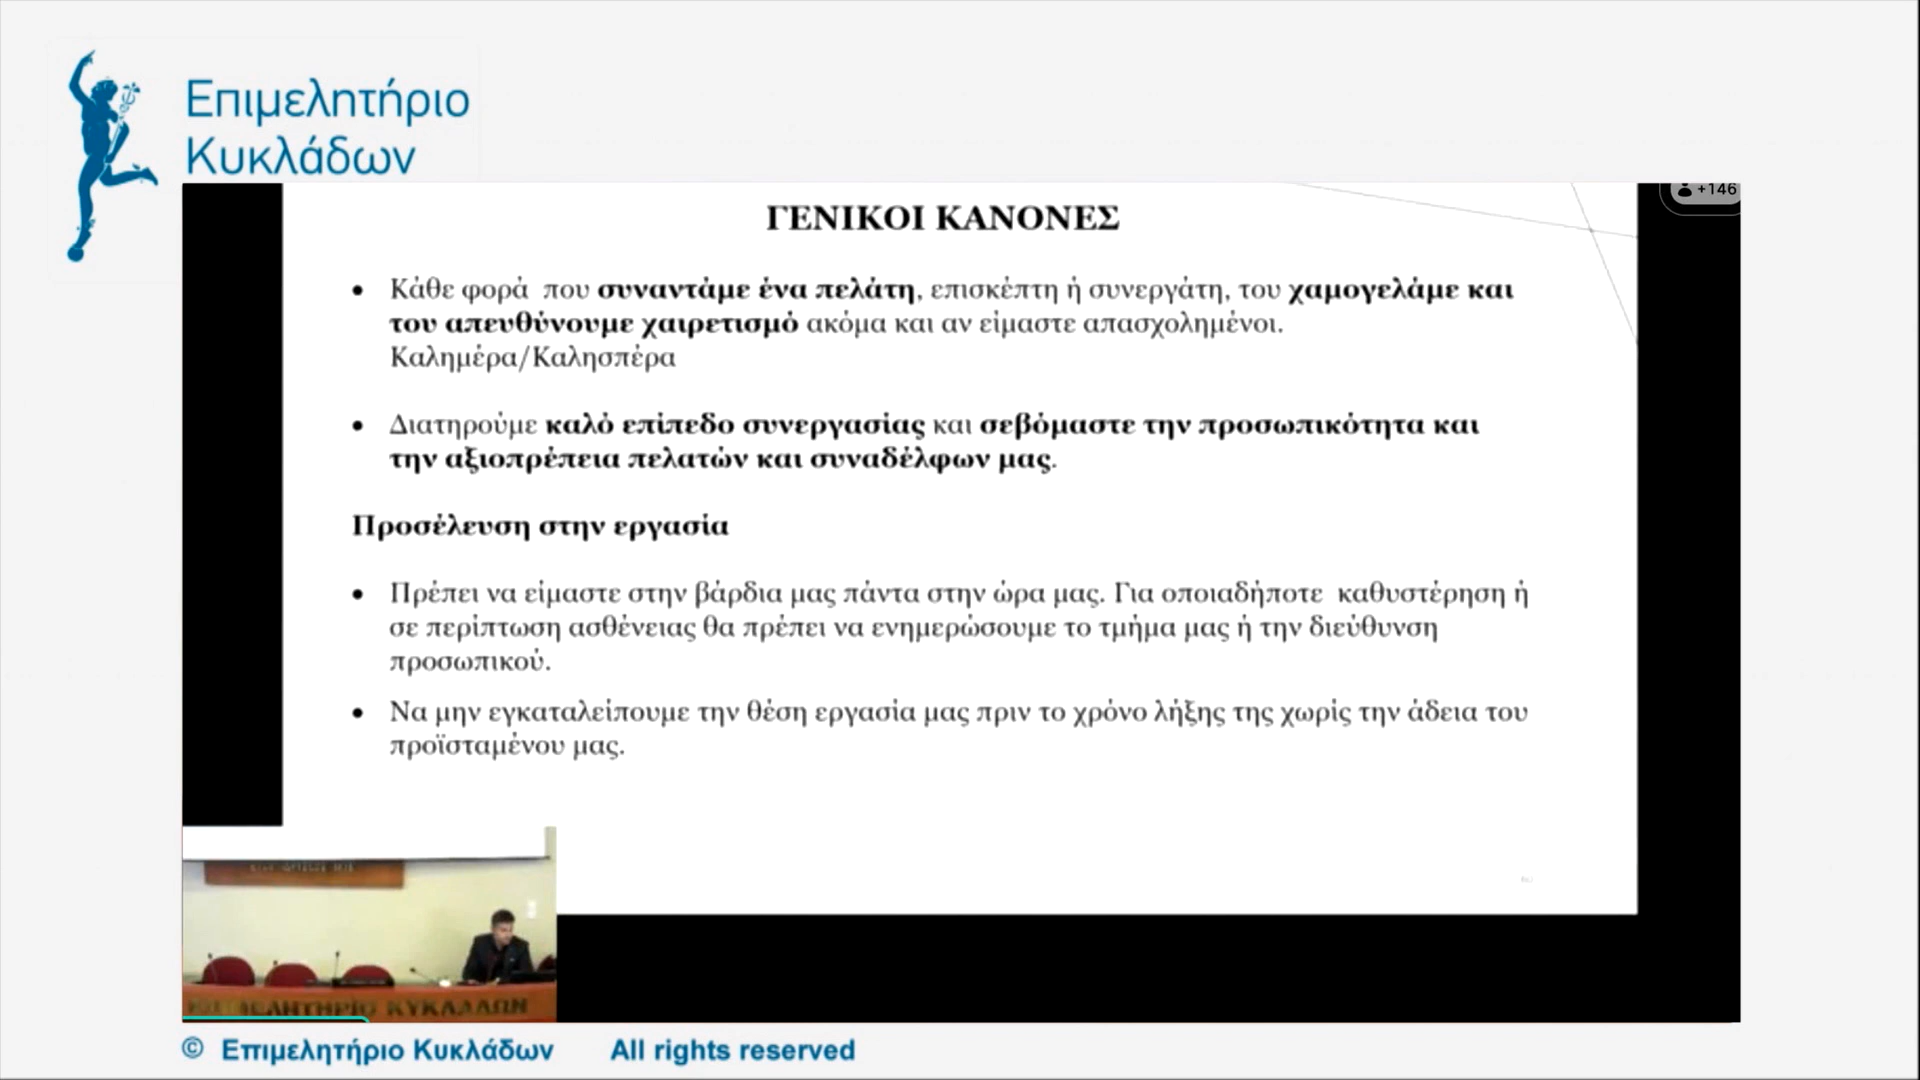 Επιμελητήριο
Κυκλάδων
+146
ΓΕΝΙΚΟΙ ΚΑΝΟΝΕΣ
• Κάθε φορά που συναντάμε ένα πελάτη, επισκέπτη ή συνεργάτη, του χαμογελάμε και
του απευθύνουμε χαιρετισμό ακόμα και αν είμαστε απασχολημένοι.
Καλημέρα/Καλησπέρα
• Διατηρούμε καλό επίπεδο συνεργασίας και σεβόμαστε την προσωπικότητα και
την αξιοπρέπεια πελατών και συναδέλφων μας.
Προσέλευση στην εργασία
• Πρέπει να είμαστε στην βάρδια μας πάντα στην ώρα μας. Για οποιαδήποτε καθυστέρηση ή
σε περίπτωση ασθένειας θα πρέπει να ενημερώσουμε το τμήμα μας ή την διεύθυνση
προσωπικού.
• Να μην εγκαταλείπουμε την θέση εργασία μας πριν το χρόνο λήξης της χωρίς την άδεια του
προϊσταμένου μας.
ΕΠΙΜΕΛΗΤΗΡΙΟ ΚΥΚΛΑΔΩΝ
© Επιμελητήριο Κυκλάδων All rights reserved